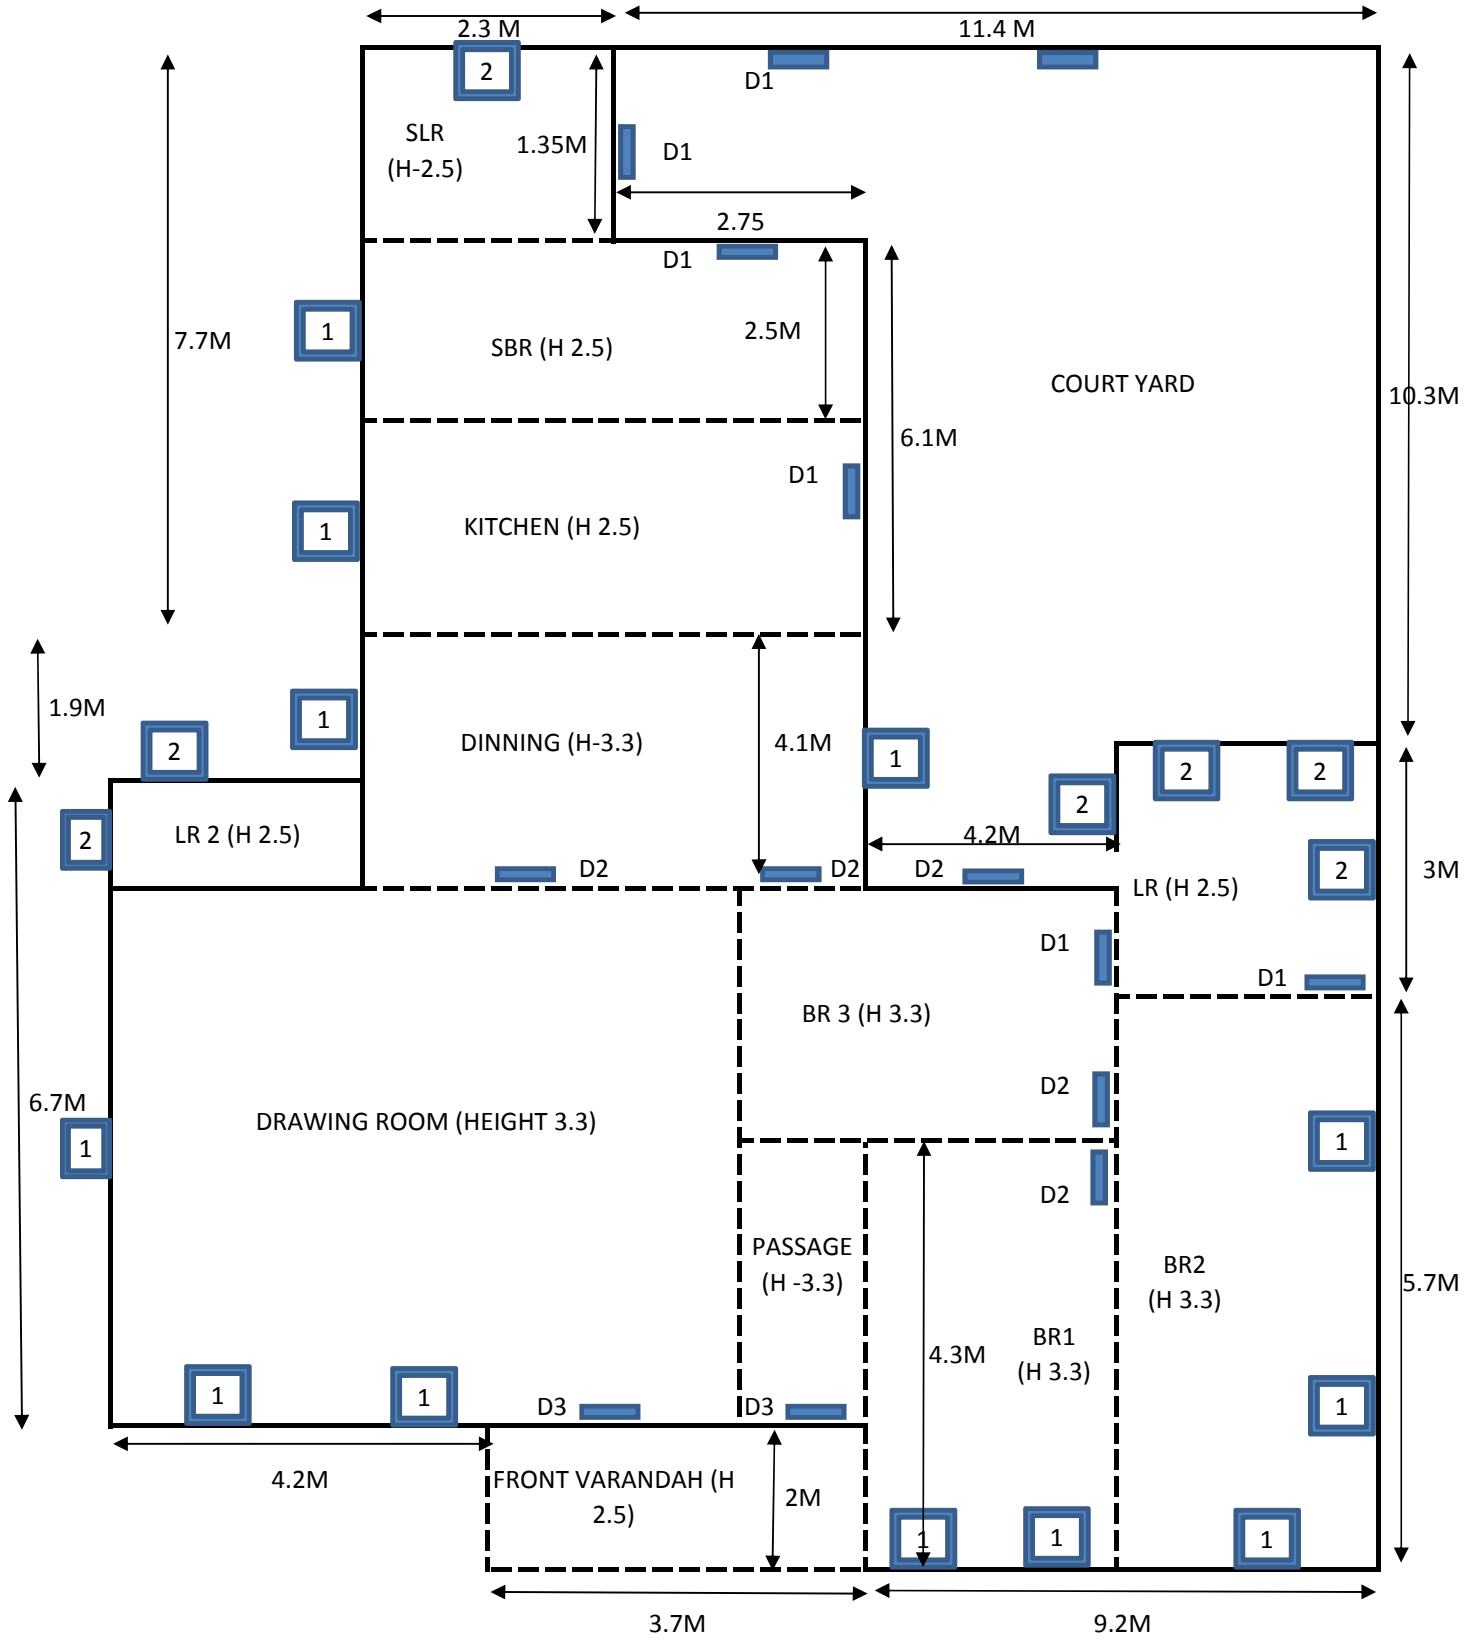 2.3 M
11.4 M
2
D1
SLR
(H-2.5)
1.35M
D1
2.75
D1
7.7M
1
SBR (H 2.5)
2.5M
COURT YARD
10.3M
6.1M
D1
1
KITCHEN (H 2.5)
1.9M
1
2
DINNING (H-3.3)
4.1M
1
2
2
2
2
LR 2 (H 2.5)
4.2M
D2
D2
D2
2
3M
LR (H 2.5)
D1
D1
BR 3 (H 3.3)
D2
6.7M
DRAWING ROOM (HEIGHT 3.3)
1
1
D2
PASSAGE
(H -3.3)
BR2
(H 3.3)
5.7M
BR1
(H 3.3)
4.3M
1
1
1
D3
D3
4.2M
FRONT VARANDAH (H
2.5)
2M
1
1
1
3.7M
9.2M